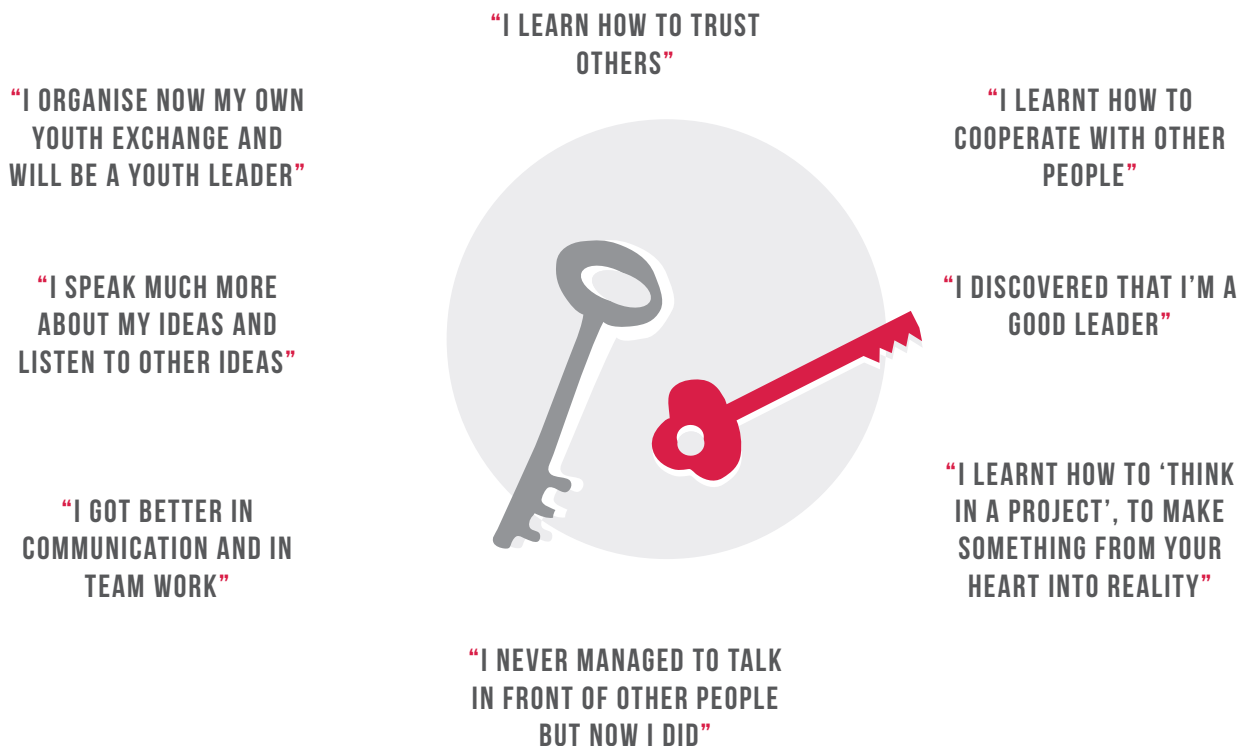 “I LEARN HOW TO TRUST
OTHERS”
“I ORGANISE NOW MY OWN
YOUTH EXCHANGE AND
WILL BE A YOUTH LEADER”
“I LEARNT HOW TO
COOPERATE WITH OTHER
PEOPLE”
“I SPEAK MUCH MORE
ABOUT MY IDEAS AND
LISTEN TO OTHER IDEAS”
“I DISCOVERED THAT I’M A
GOOD LEADER”
“I GOT BETTER IN
COMMUNICATION AND IN
TEAM WORK”
“I LEARNT HOW TO ‘THINK
IN A PROJECT’, TO MAKE
SOMETHING FROM YOUR
HEART INTO REALITY”
“I NEVER MANAGED TO TALK
IN FRONT OF OTHER PEOPLE
BUT NOW I DID”